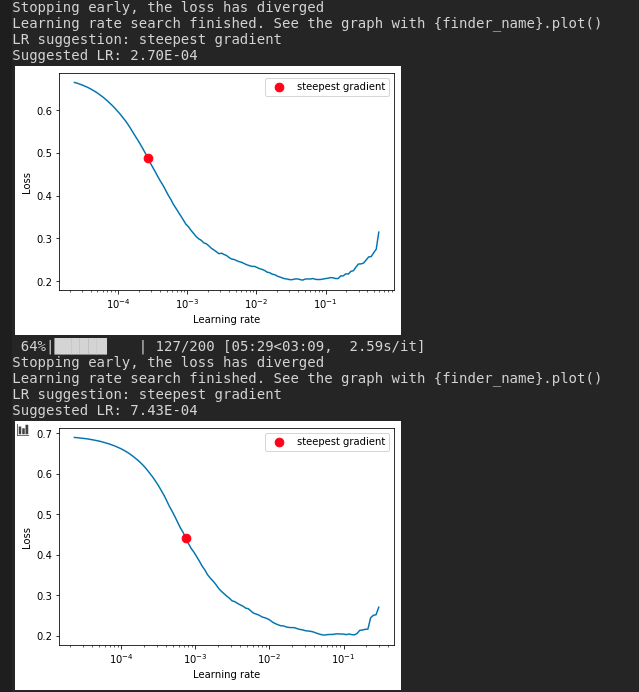 Stopping early, the loss has diverged
Learning rate search finished. See the graph with {finder_name}.plot()
LR suggestion: steepest gradient
Suggested LR: 2.70E-04
steepest gradient
0.6
0.5
0.4
0.3
0.2
Loss
10⁻⁴ 10⁻³ 10⁻² 10⁻¹
Learning rate
64%|██████    | 127/200 [05:29<03:09,  2.59s/it]
Stopping early, the loss has diverged
Learning rate search finished. See the graph with {finder_name}.plot()
LR suggestion: steepest gradient
Suggested LR: 7.43E-04
0.7
steepest gradient
0.6
0.5
0.4
0.3
0.2
Loss
10⁻⁴ 10⁻³ 10⁻² 10⁻¹
Learning rate